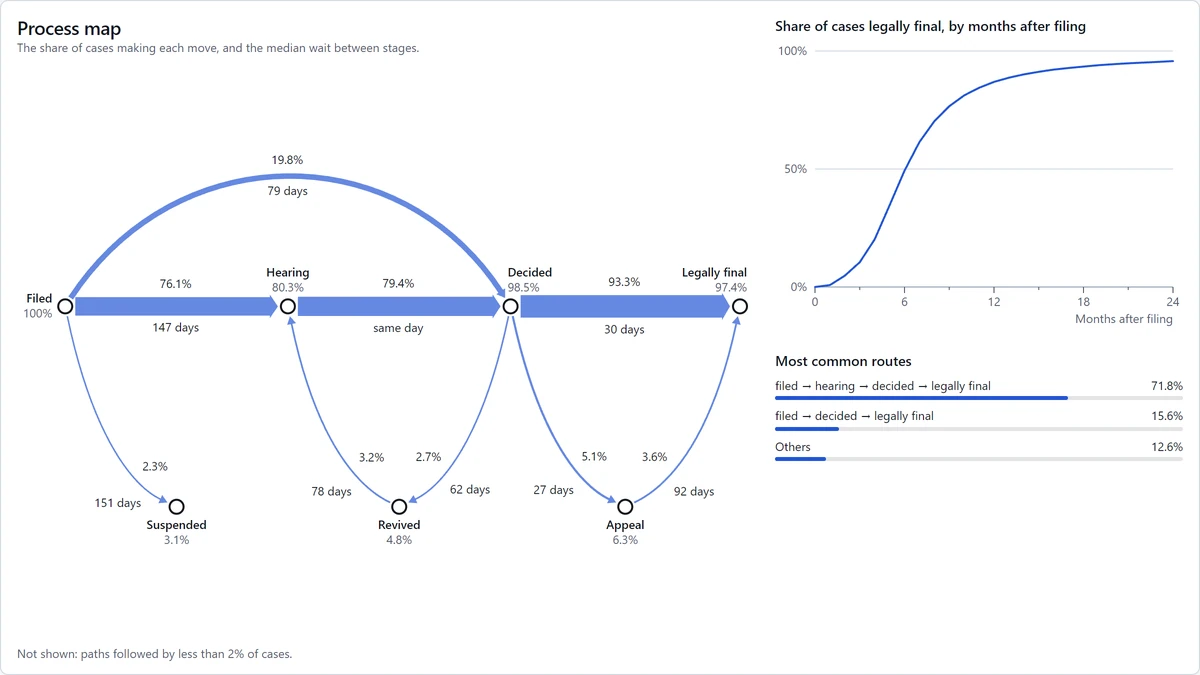 Process map
The share of cases making each move, and the median wait between stages.
19.8%
79 days
Filed
100%
76.1%
147 days
Hearing
80.3%
79.4%
same day
Decided
98.5%
93.3%
30 days
Legally final
97.4%
2.3%
151 days
Suspended
3.1%
3.2%
78 days
2.7%
62 days
Revived
4.8%
5.1%
27 days
3.6%
92 days
Appeal
6.3%
Not shown: paths followed by less than 2% of cases.
Share of cases legally final, by months after filing
100%
50%
0%
0 6 12 18 24
Months after filing
Most common routes
filed → hearing → decided → legally final 71.8%
filed → decided → legally final 15.6%
Others 12.6%